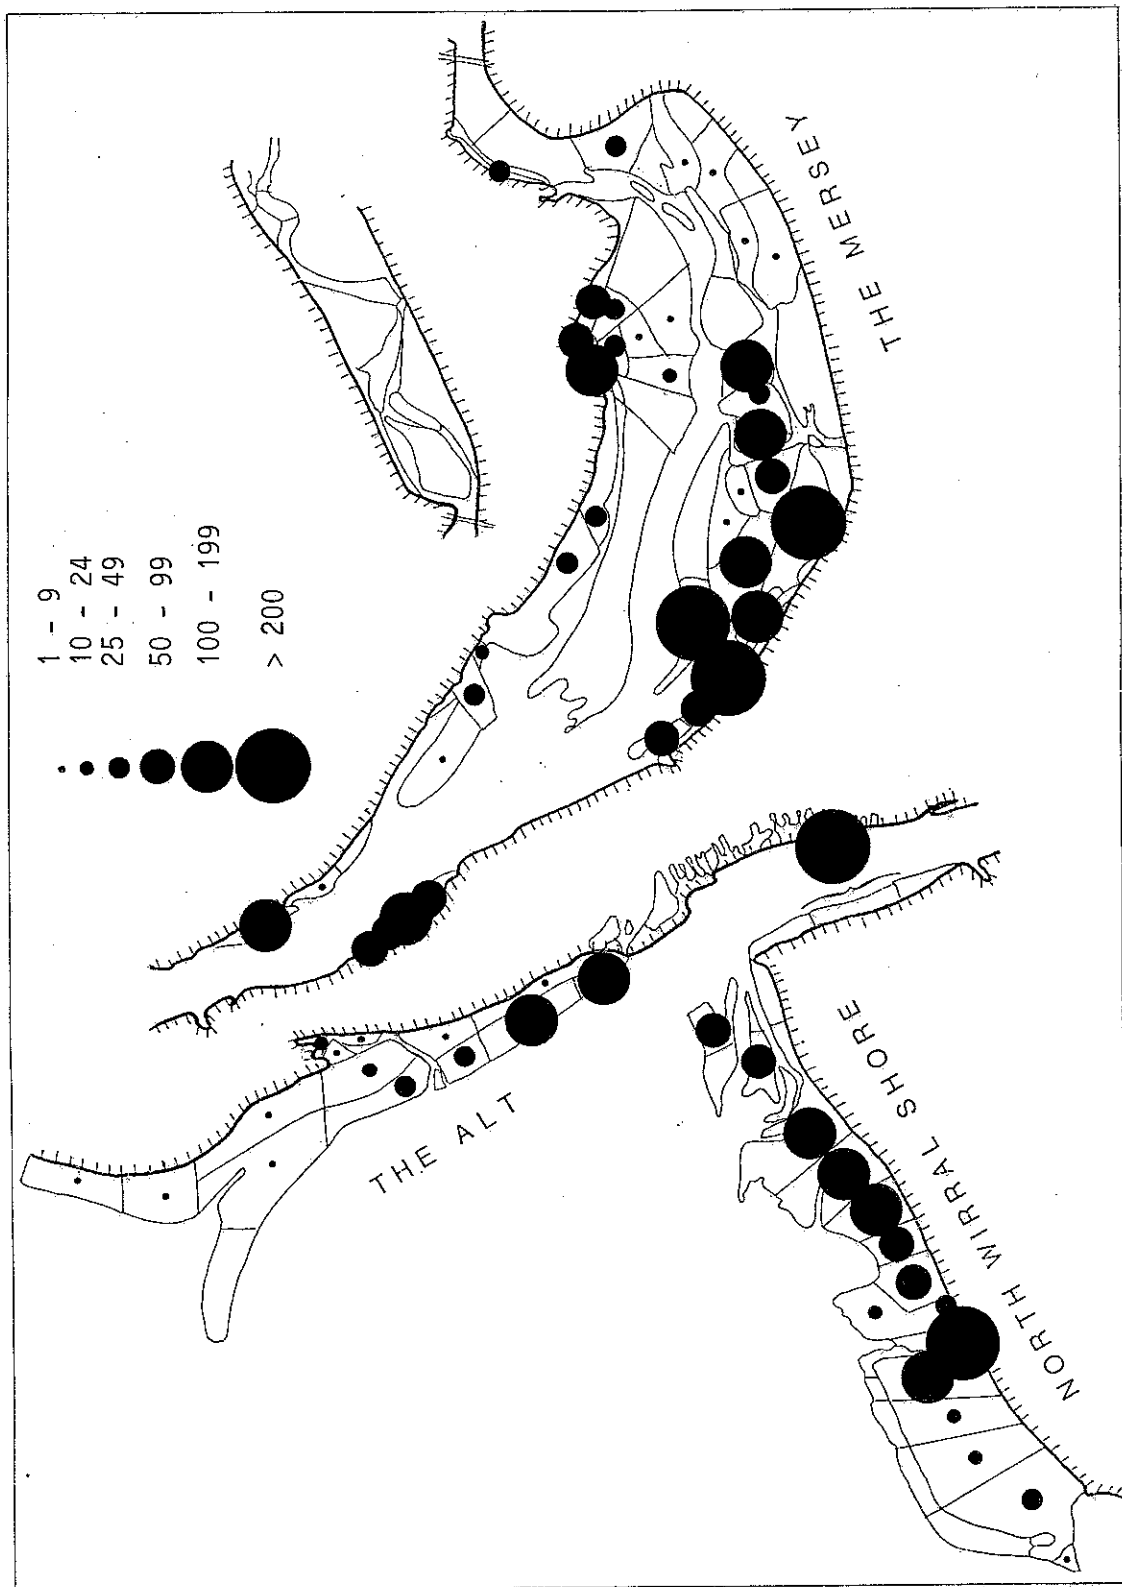 1 - 9
10 - 24
25 - 49
50 - 99
100 - 199
> 200
THE MERSEY
THE ALT
NORTH WIRRAL SHORE